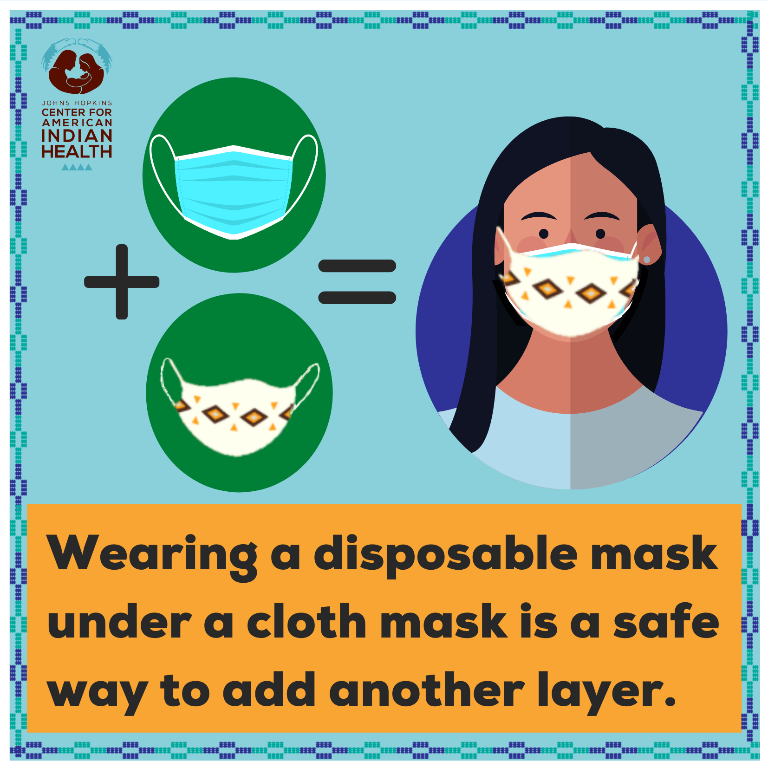 JOHNS HOPKINS
CENTER FOR
AMERICAN
INDIAN
HEALTH
+
=
Wearing a disposable mask
under a cloth mask is a safe
way to add another layer.